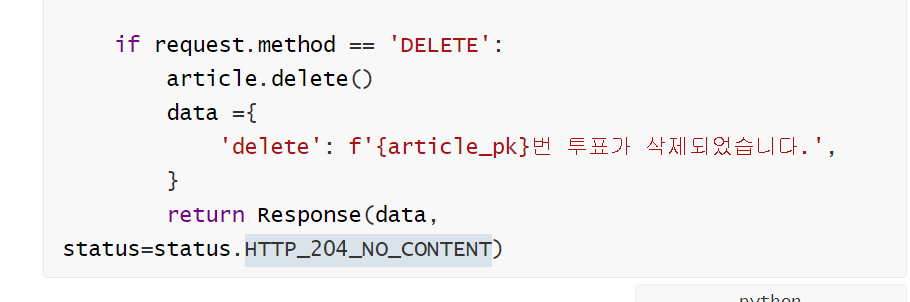 if request.method == 'DELETE':
article.delete()
data ={
'delete': f'{article_pk}번 투표가 삭제되었습니다.',
}
return Response(data,
status=status.HTTP_204_NO_CONTENT)
python